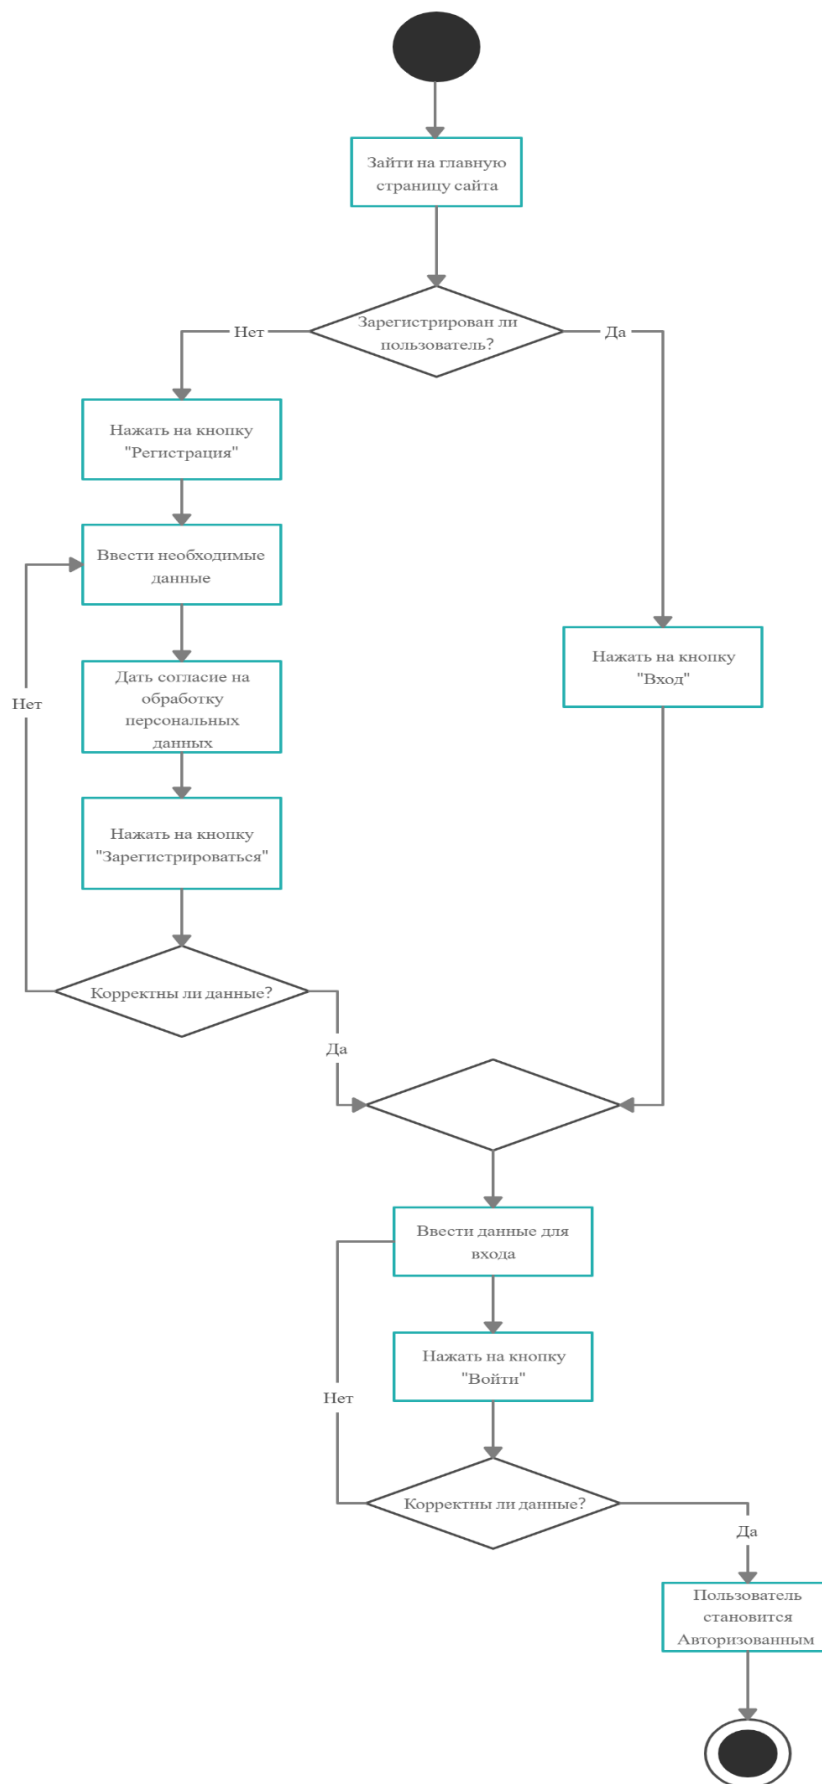 Зайти на главную
страницу сайта
Зарегистрирован ли
пользователь?
Нет
Да
Нажать на кнопку
"Регистрация"
Ввести необходимые
данные
Нажать на кнопку
"Вход"
Дать согласие на
обработку
персональных
данных
Нет
Нажать на кнопку
"Зарегистрироваться"
Корректны ли данные?
Да
Ввести данные для
входа
Нажать на кнопку
"Войти"
Нет
Корректны ли данные?
Да
Пользователь
становится
Авторизованным